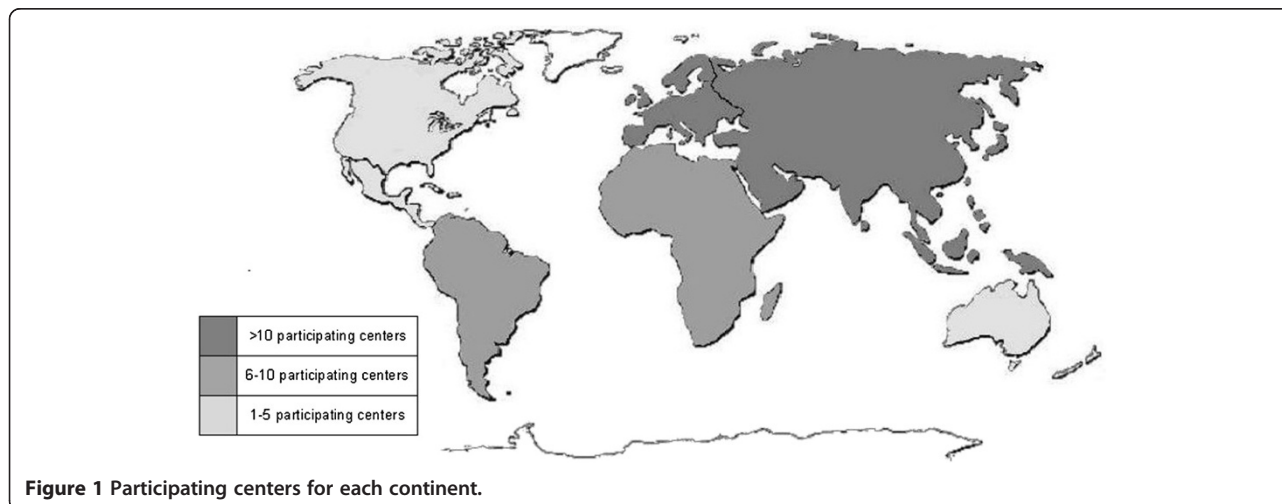 >10 participating centers
6-10 participating centers
1-5 participating centers
Figure 1 Participating centers for each continent.